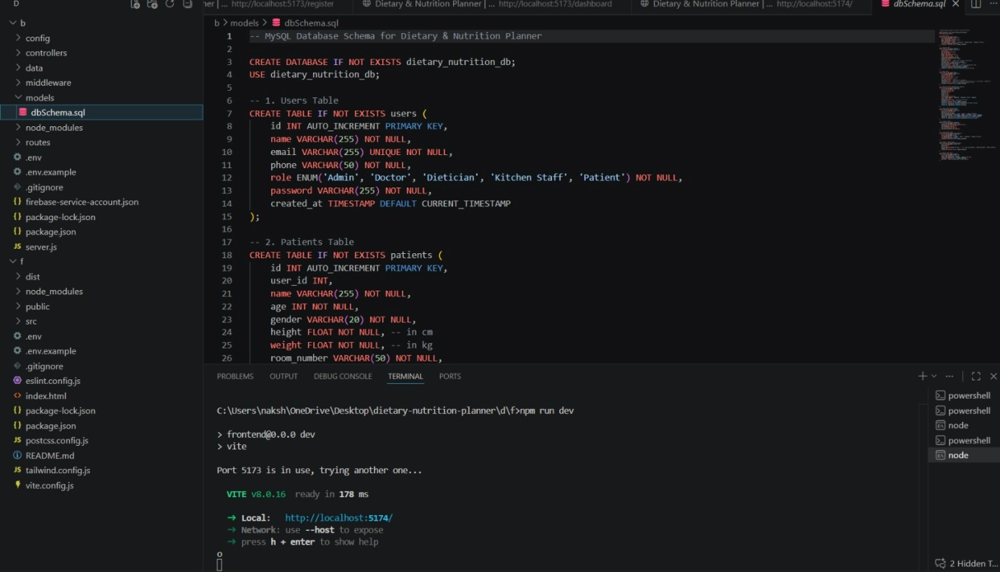 D
ner | ... http://localhost:5173/register
Dietary & Nutrition Planner | ... http://localhost:5173/dashboard
Dietary & Nutrition Planner | ... http://localhost:5174/
dbSchema.sql
b
config
controllers
data
middleware
models
dbSchema.sql
node_modules
routes
.env
.env.example
.gitignore
firebase-service-account.json
package-lock.json
package.json
JS server.js
f
dist
node_modules
public
src
.env
.env.example
.gitignore
eslint.config.js
index.html
package-lock.json
package.json
JS postcss.config.js
README.md
JS tailwind.config.js
vite.config.js
b > models > dbSchema.sql
1 -- MySQL Database Schema for Dietary & Nutrition Planner
2
3 CREATE DATABASE IF NOT EXISTS dietary_nutrition_db;
4 USE dietary_nutrition_db;
5
6 -- 1. Users Table
7 CREATE TABLE IF NOT EXISTS users (
8 id INT AUTO_INCREMENT PRIMARY KEY,
9 name VARCHAR(255) NOT NULL,
10 email VARCHAR(255) UNIQUE NOT NULL,
11 phone VARCHAR(50) NOT NULL,
12 role ENUM('Admin', 'Doctor', 'Dietician', 'Kitchen Staff', 'Patient') NOT NULL,
13 password VARCHAR(255) NOT NULL,
14 created_at TIMESTAMP DEFAULT CURRENT_TIMESTAMP
15 );
16
17 -- 2. Patients Table
18 CREATE TABLE IF NOT EXISTS patients (
19 id INT AUTO_INCREMENT PRIMARY KEY,
20 user_id INT,
21 name VARCHAR(255) NOT NULL,
22 age INT NOT NULL,
23 gender VARCHAR(20) NOT NULL,
24 height FLOAT NOT NULL, -- in cm
25 weight FLOAT NOT NULL, -- in kg
26 room_number VARCHAR(50) NOT NULL,
PROBLEMS OUTPUT DEBUG CONSOLE TERMINAL PORTS
C:\Users\naksh\OneDrive\Desktop\dietary-nutrition-planner\d\f>npm run dev
> frontend@0.0.0 dev
> vite
Port 5173 is in use, trying another one...
VITE v8.0.16 ready in 178 ms
→ Local: http://localhost:5174/
→ Network: use --host to expose
→ press h + enter to show help
o
powershell
powershell
node
powershell
node
2 Hidden T...